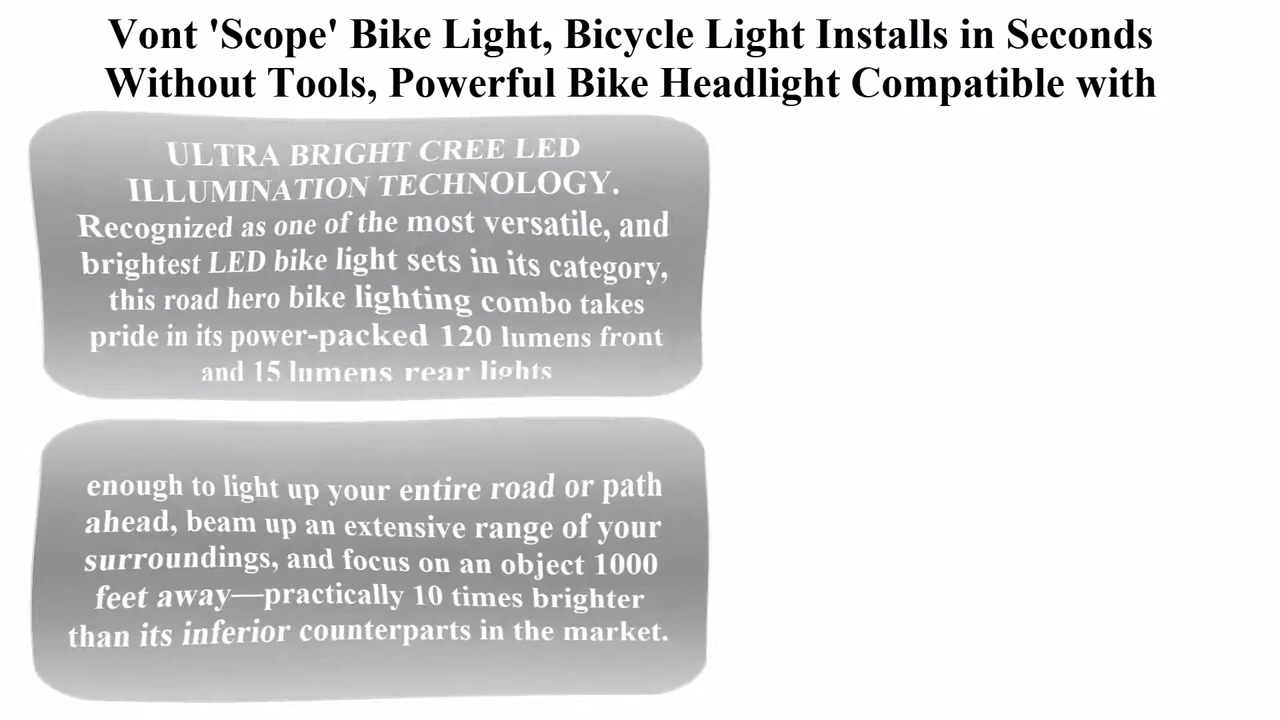 Vont 'Scope' Bike Light, Bicycle Light Installs in Seconds
Without Tools, Powerful Bike Headlight Compatible with
ULTRA BRIGHT CREE LED
ILLUMINATION TECHNOLOGY.
Recognized as one of the most versatile, and
brightest LED bike light sets in its category,
this road hero bike lighting combo takes
pride in its power-packed 120 lumens front
and 15 lumens rear lights
enough to light up your entire road or path
ahead, beam up an extensive range of your
surroundings, and focus on an object 1000
feet away—practically 10 times brighter
than its inferior counterparts in the market.